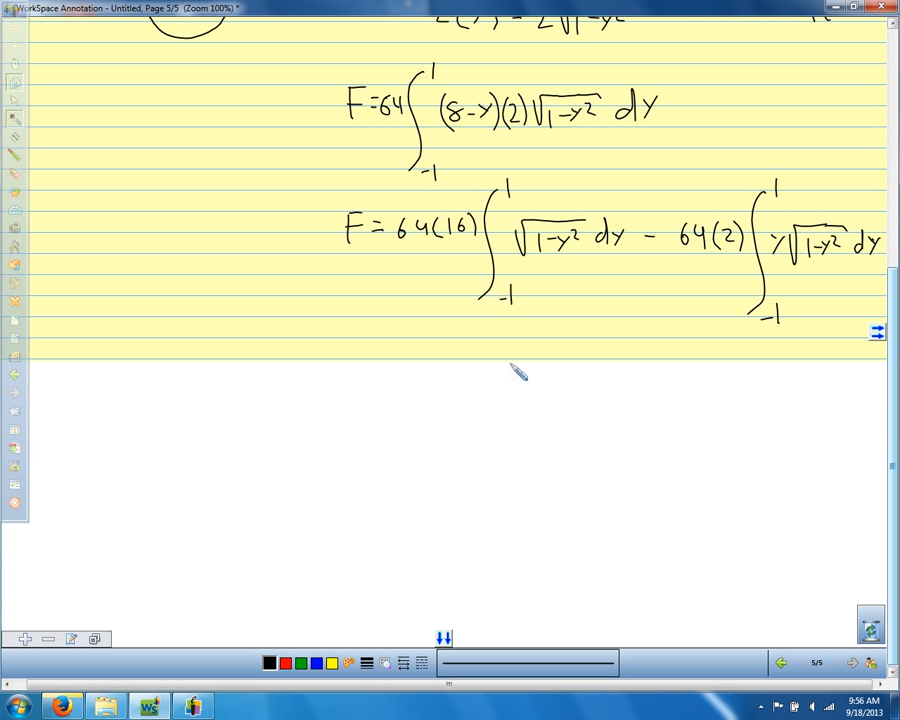 WorkSpace Annotation - Untitled, Page 5/5 (Zoom 100%) *
F=64∫_{-1}^{1} (8-y)(2)√(1-y²) dy
F = 64(16)∫_{-1}^{1} √(1-y²) dy - 64(2)∫_{-1}^{1} y√(1-y²) dy
5/5
9:56 AM
9/18/2013